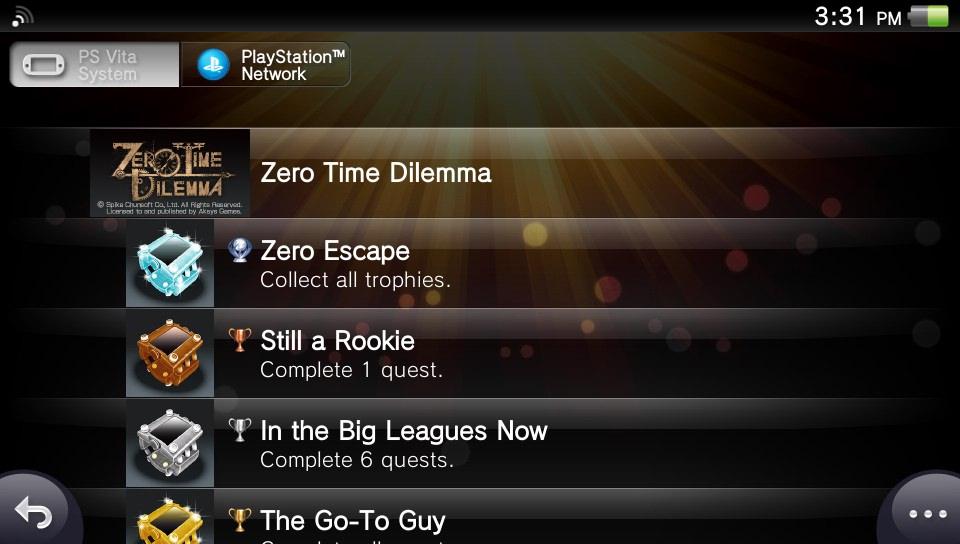 3:31 PM
PS Vita
System
PlayStation™
Network
ZERO TIME
DILEMMA
© Spike Chunsoft Co., Ltd. All Rights Reserved.
Licensed to and published by Aksys Games.
Zero Time Dilemma
Zero Escape
Collect all trophies.
Still a Rookie
Complete 1 quest.
In the Big Leagues Now
Complete 6 quests.
The Go-To Guy